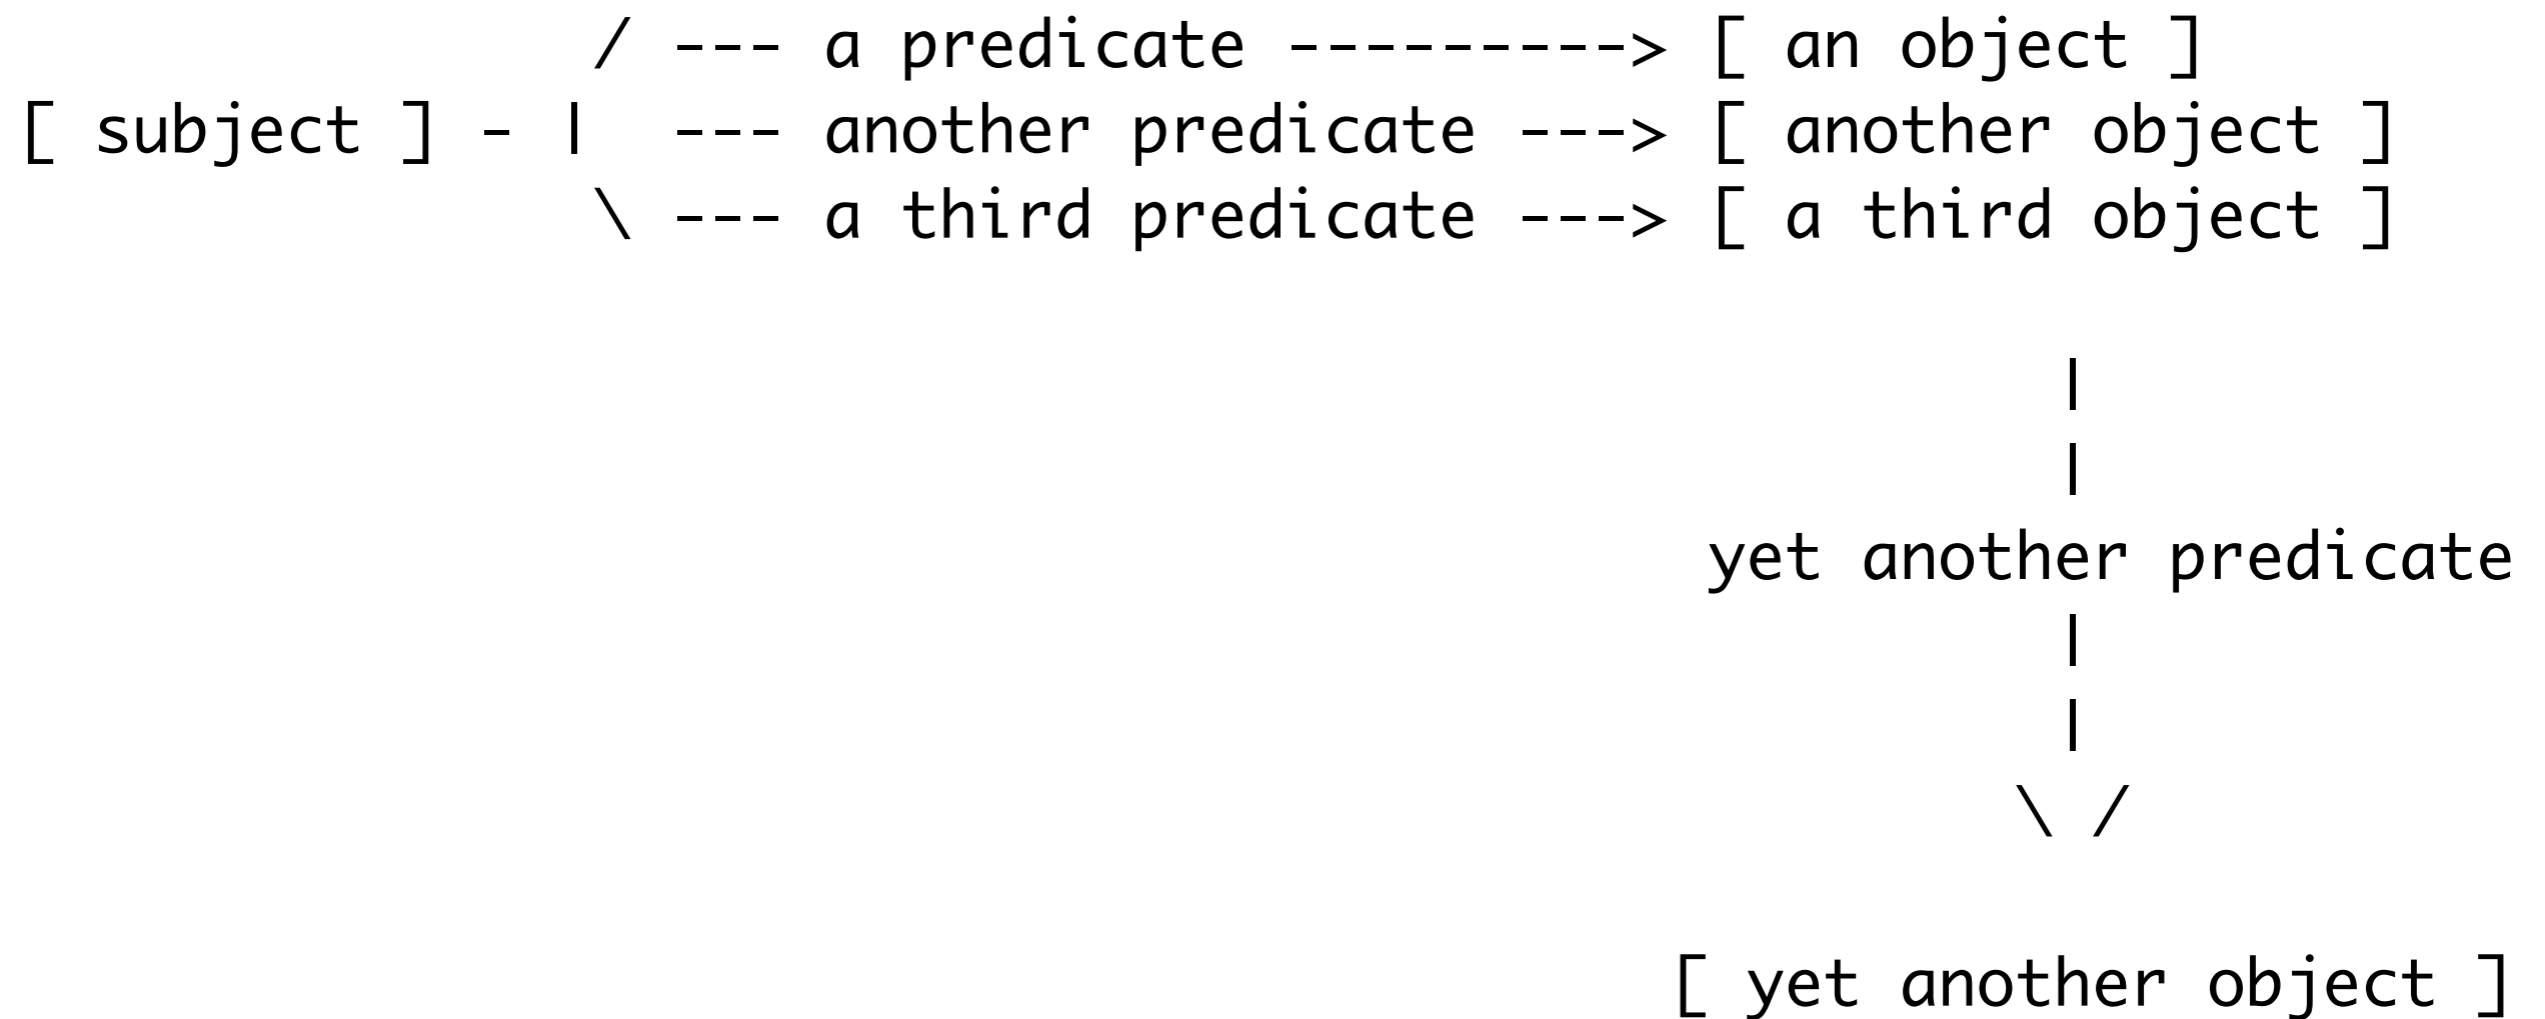 / --- a predicate ---------> [ an object ]
[ subject ] - | --- another predicate ---> [ another object ]
\ --- a third predicate ---> [ a third object ]
|
|
yet another predicate
|
|
\ /
[ yet another object ]